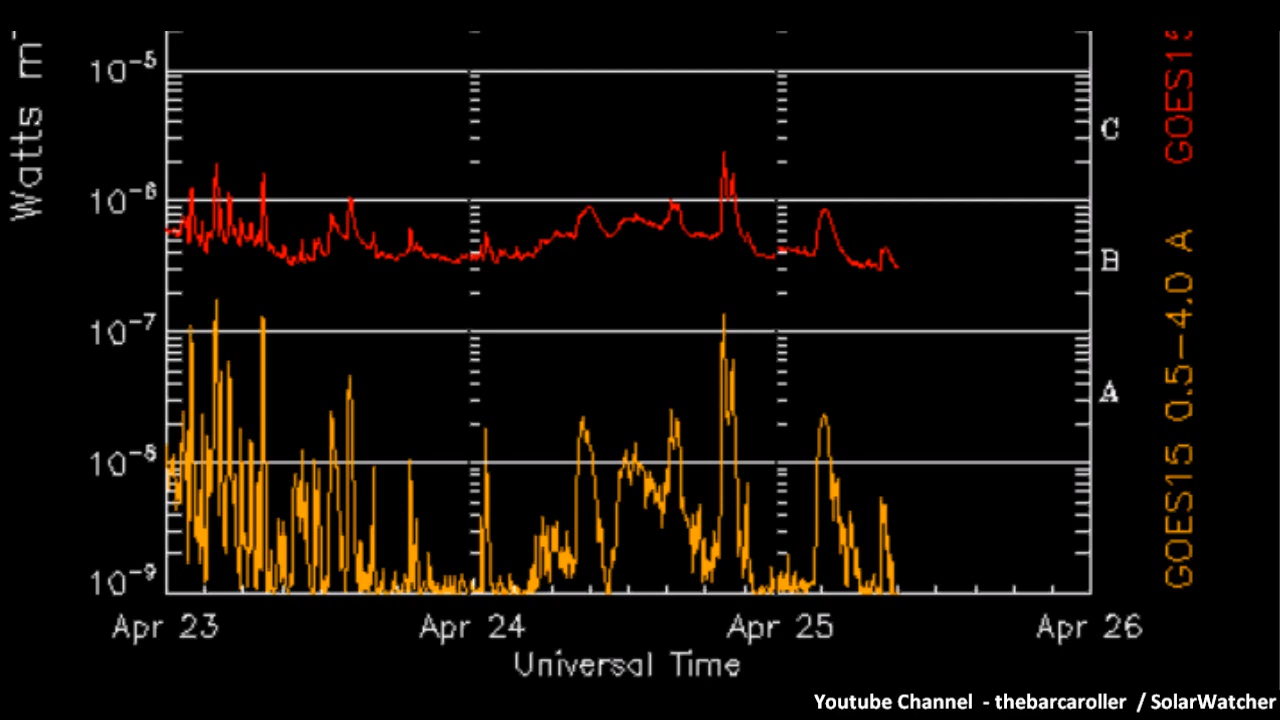 Watts m
10⁻⁵
10⁻⁶
10⁻⁷
10⁻⁸
10⁻⁹
C
B
A
GOES15 0.5–4.0 A
Apr 23
Apr 24
Apr 25
Apr 26
Universal Time
Youtube Channel - thebarcaroller / SolarWatcher